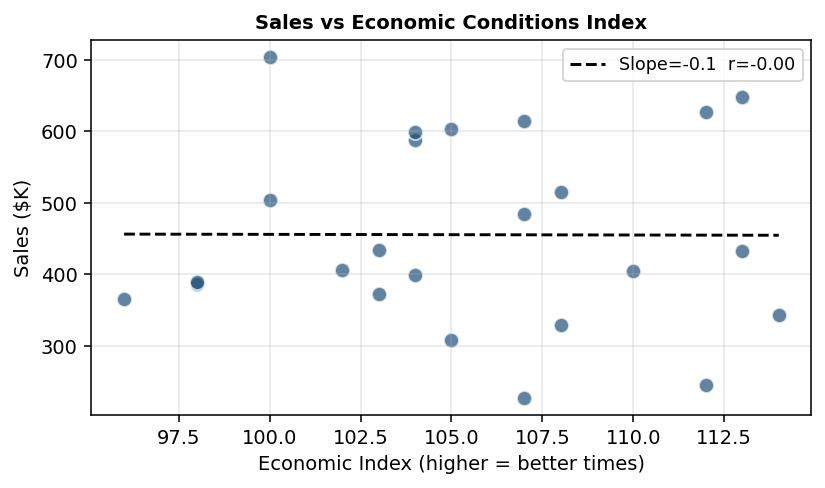 Sales vs Economic Conditions Index
Slope=-0.1  r=-0.00
Sales ($K)
700
600
500
400
300
97.5 100.0 102.5 105.0 107.5 110.0 112.5
Economic Index (higher = better times)